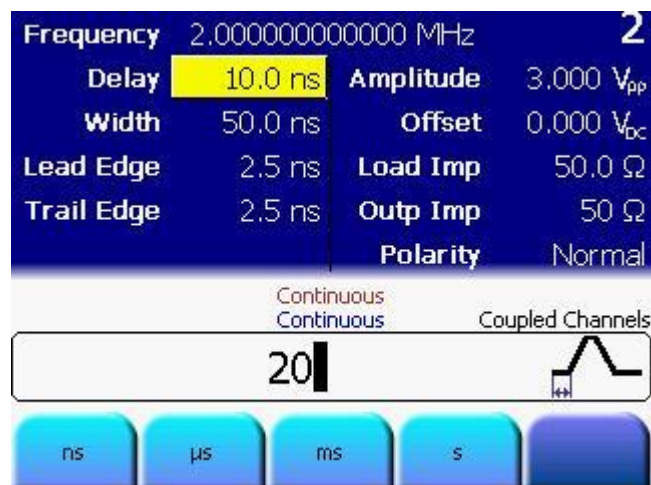 Frequency 2.000000000000 MHz 2
Delay 10.0 ns Amplitude 3.000 Vpp
Width 50.0 ns Offset 0.000 VDC
Lead Edge 2.5 ns Load Imp 50.0 Ω
Trail Edge 2.5 ns Outp Imp 50 Ω
Polarity Normal
Continuous
Continuous Coupled Channels
20
ns µs ms s